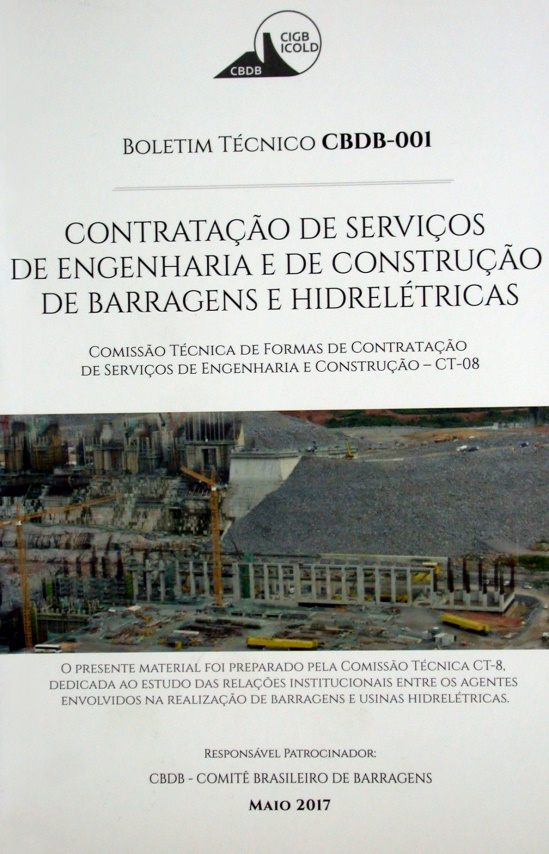 CIGB
ICOLD
CBDB
BOLETIM TÉCNICO CBDB-001
CONTRATAÇÃO DE SERVIÇOS
DE ENGENHARIA E DE CONSTRUÇÃO
DE BARRAGENS E HIDRELÉTRICAS
COMISSÃO TÉCNICA DE FORMAS DE CONTRATAÇÃO
DE SERVIÇOS DE ENGENHARIA E CONSTRUÇÃO – CT-08
O PRESENTE MATERIAL FOI PREPARADO PELA COMISSÃO TÉCNICA CT-8,
DEDICADA AO ESTUDO DAS RELAÇÕES INSTITUCIONAIS ENTRE OS AGENTES
ENVOLVIDOS NA REALIZAÇÃO DE BARRAGENS E USINAS HIDRELÉTRICAS.
RESPONSÁVEL PATROCINADOR:
CBDB - COMITÊ BRASILEIRO DE BARRAGENS
MAIO 2017